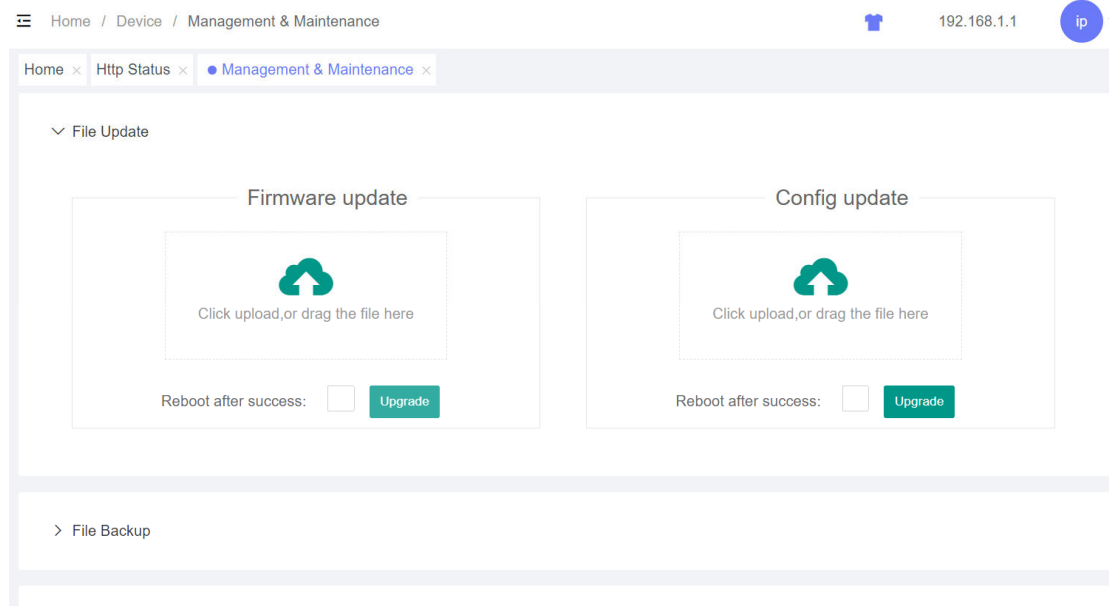 Home / Device / Management & Maintenance
192.168.1.1
ip
Home × Http Status × Management & Maintenance ×
File Update
Firmware update
Click upload,or drag the file here
Reboot after success:
Upgrade
Config update
Click upload,or drag the file here
Reboot after success:
Upgrade
File Backup